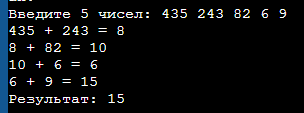 Введите 5 чисел: 435 243 82 6 9
435 + 243 = 8
8 + 82 = 10
10 + 6 = 6
6 + 9 = 15
Результат: 15